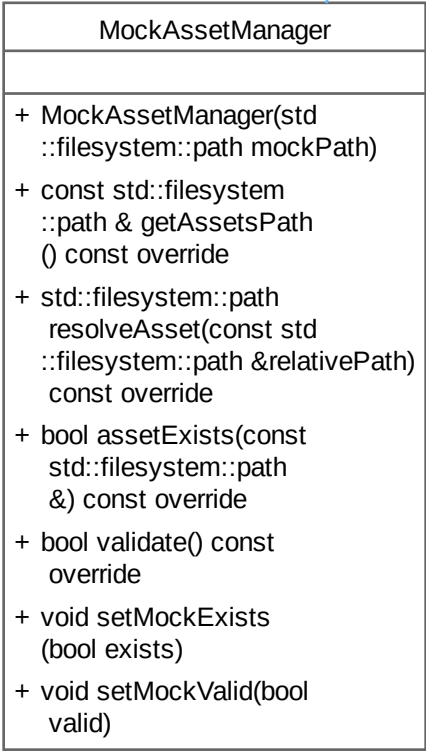 MockAssetManager
+ MockAssetManager(std
::filesystem::path mockPath)
+ const std::filesystem
::path & getAssetsPath
() const override
+ std::filesystem::path
resolveAsset(const std
::filesystem::path &relativePath)
const override
+ bool assetExists(const
std::filesystem::path
&) const override
+ bool validate() const
override
+ void setMockExists
(bool exists)
+ void setMockValid(bool
valid)